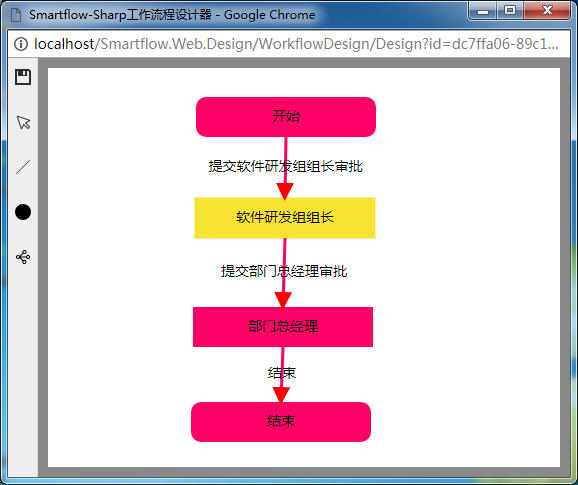 Smartflow-Sharp工作流程设计器 - Google Chrome
localhost/Smartflow.Web.Design/WorkflowDesign/Design?id=dc7ffa06-89c1...
开始
提交软件研发组组长审批
软件研发组组长
提交部门总经理审批
部门总经理
结束
结束